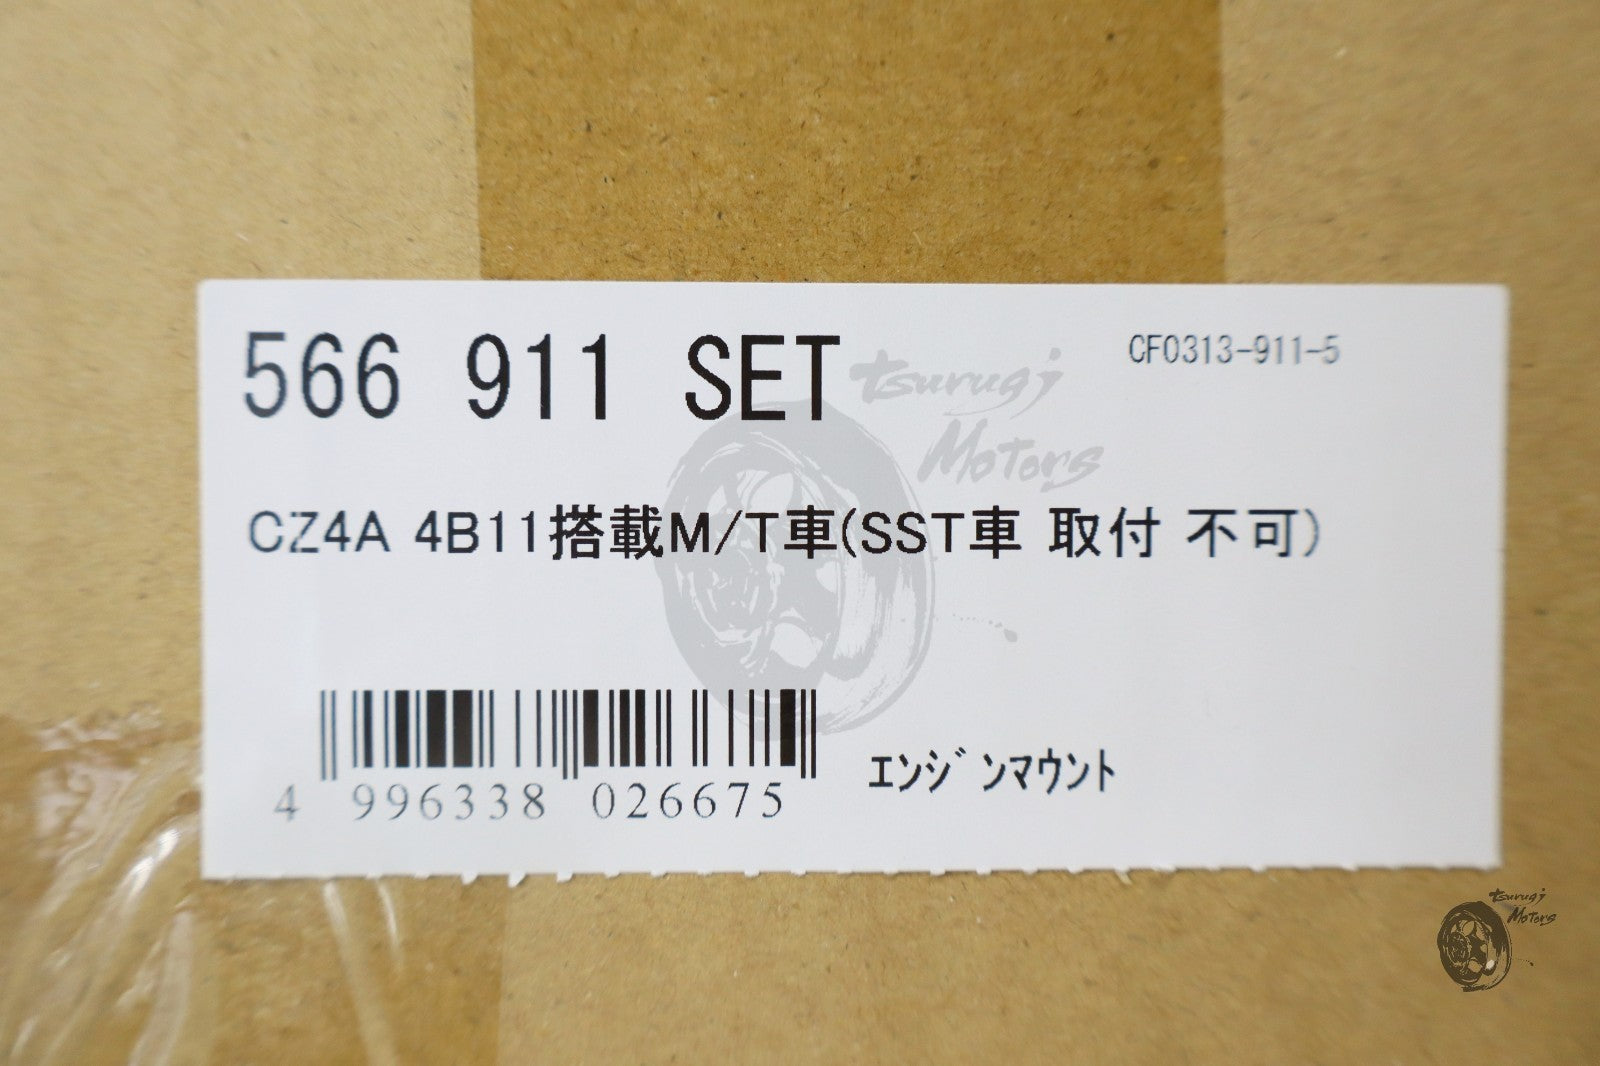 566 911 SET
CF0313-911-5
Tsurugi
Motors
CZ4A 4B11搭載M/T車(SST車 取付 不可)
エンジンマウント
4 996338 026675
Tsurugi
Motors